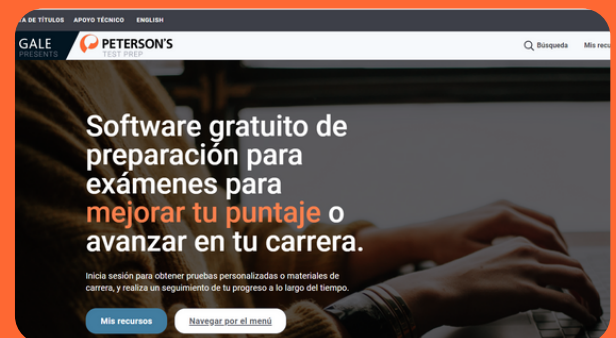 A DE TÍTULOS APOYO TÉCNICO ENGLISH
GALE PETERSON'S Búsqueda Mis recu
PRESENTS TEST PREP
Software gratuito de
preparación para
exámenes para
mejorar tu puntaje o
avanzar en tu carrera.
Inicia sesión para obtener pruebas personalizadas o materiales de
carrera, y realiza un seguimiento de tu progreso a lo largo del tiempo.
Mis recursos Navegar por el menú